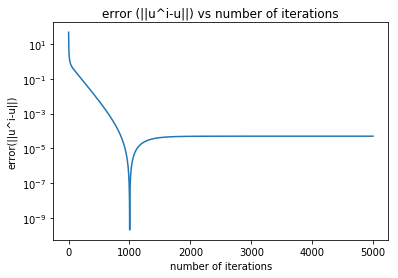 error (||u^i-u||) vs number of iterions
error(||u^i-u||)
10¹
10⁻¹
10⁻³
10⁻⁵
10⁻⁷
10⁻⁹
0 1000 2000 3000 4000 5000
number of iterations